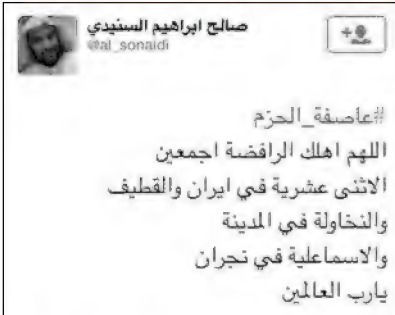 صالح ابراهيم السنيدي
@al_sonaidi
#عاصفة_الحزم
اللهم اهلك الرافضة اجمعين
الاثنى عشرية في ايران والقطيف
والنخاولة في المدينة
والاسماعلية في نجران
يارب العالمين